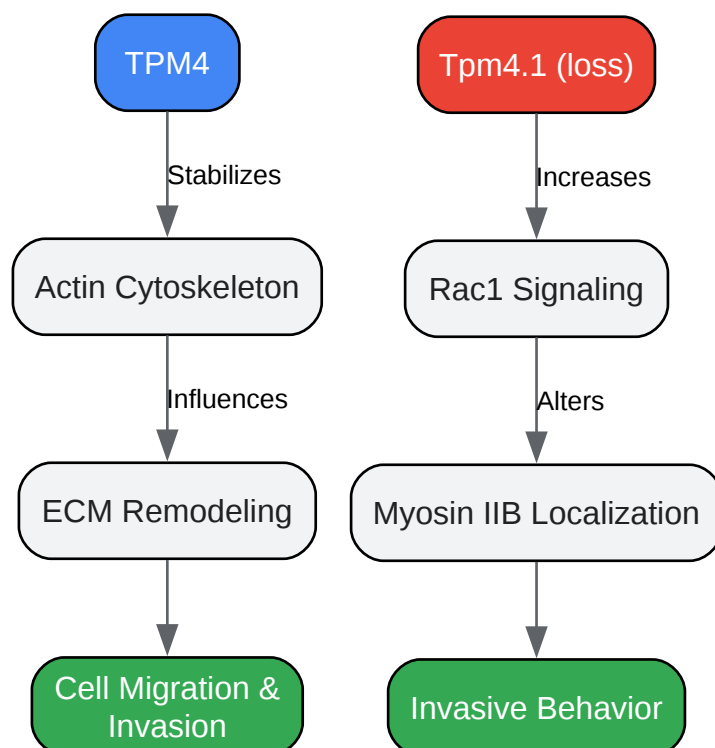 TPM4
Tpm4.1 (loss)
Stabilizes
Increases
Actin Cytoskeleton
Rac1 Signaling
Influences
Alters
ECM Remodeling
Myosin IIB Localization
Cell Migration &
Invasion
Invasive Behavior